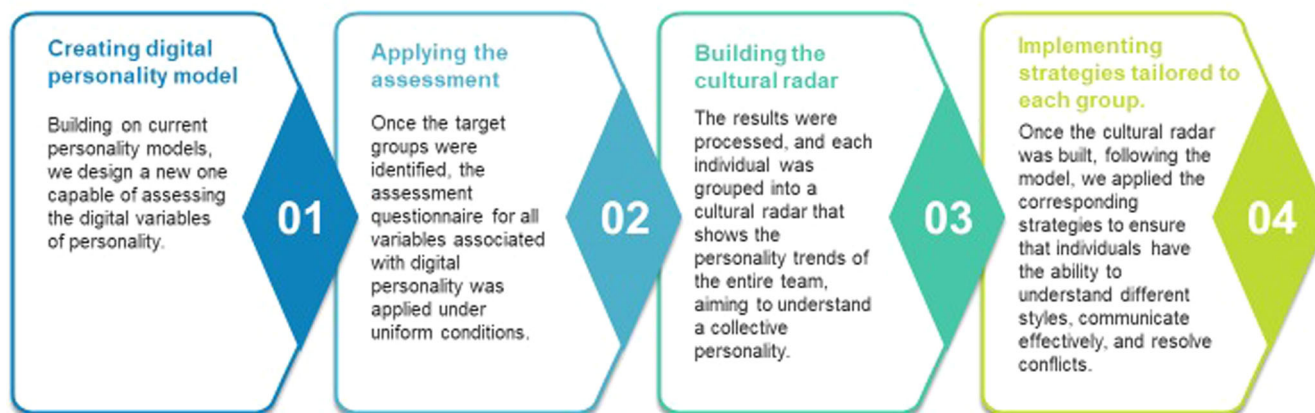 Creating digital
personality model
Building on current
personality models,
we design a new one
capable of assessing
the digital variables
of personality.
01
Applying the
assessment
Once the target
groups were
identified, the
assessment
questionnaire for all
variables associated
with digital
personality was
applied under
uniform conditions.
02
Building the
cultural radar
The results were
processed, and each
individual was
grouped into a
cultural radar that
shows the
personality trends of
the entire team,
aiming to understand
a collective
personality.
03
Implementing
strategies tailored to
each group.
Once the cultural radar
was built, following the
model, we applied the
corresponding
strategies to ensure
that individuals have
the ability to
understand different
styles, communicate
effectively, and resolve
conflicts.
04